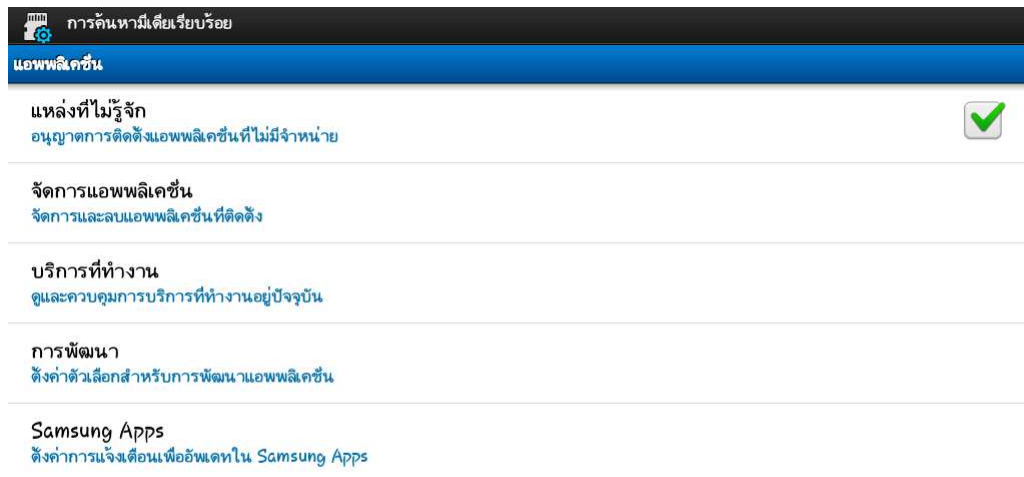 การค้นหามีเดียเรียบร้อย
แอพพลิเคชั่น
แหล่งที่ไม่รู้จัก
อนุญาตการติดตั้งแอพพลิเคชั่นที่ไม่มีจำหน่าย
จัดการแอพพลิเคชั่น
จัดการและลบแอพพลิเคชั่นที่ติดตั้ง
บริการที่ทำงาน
ดูและควบคุมการบริการที่ทำงานอยู่ปัจจุบัน
การพัฒนา
ตั้งค่าตัวเลือกสำหรับการพัฒนาแอพพลิเคชั่น
Samsung Apps
ตั้งค่าการแจ้งเตือนเพื่ออัพเดทใน Samsung Apps